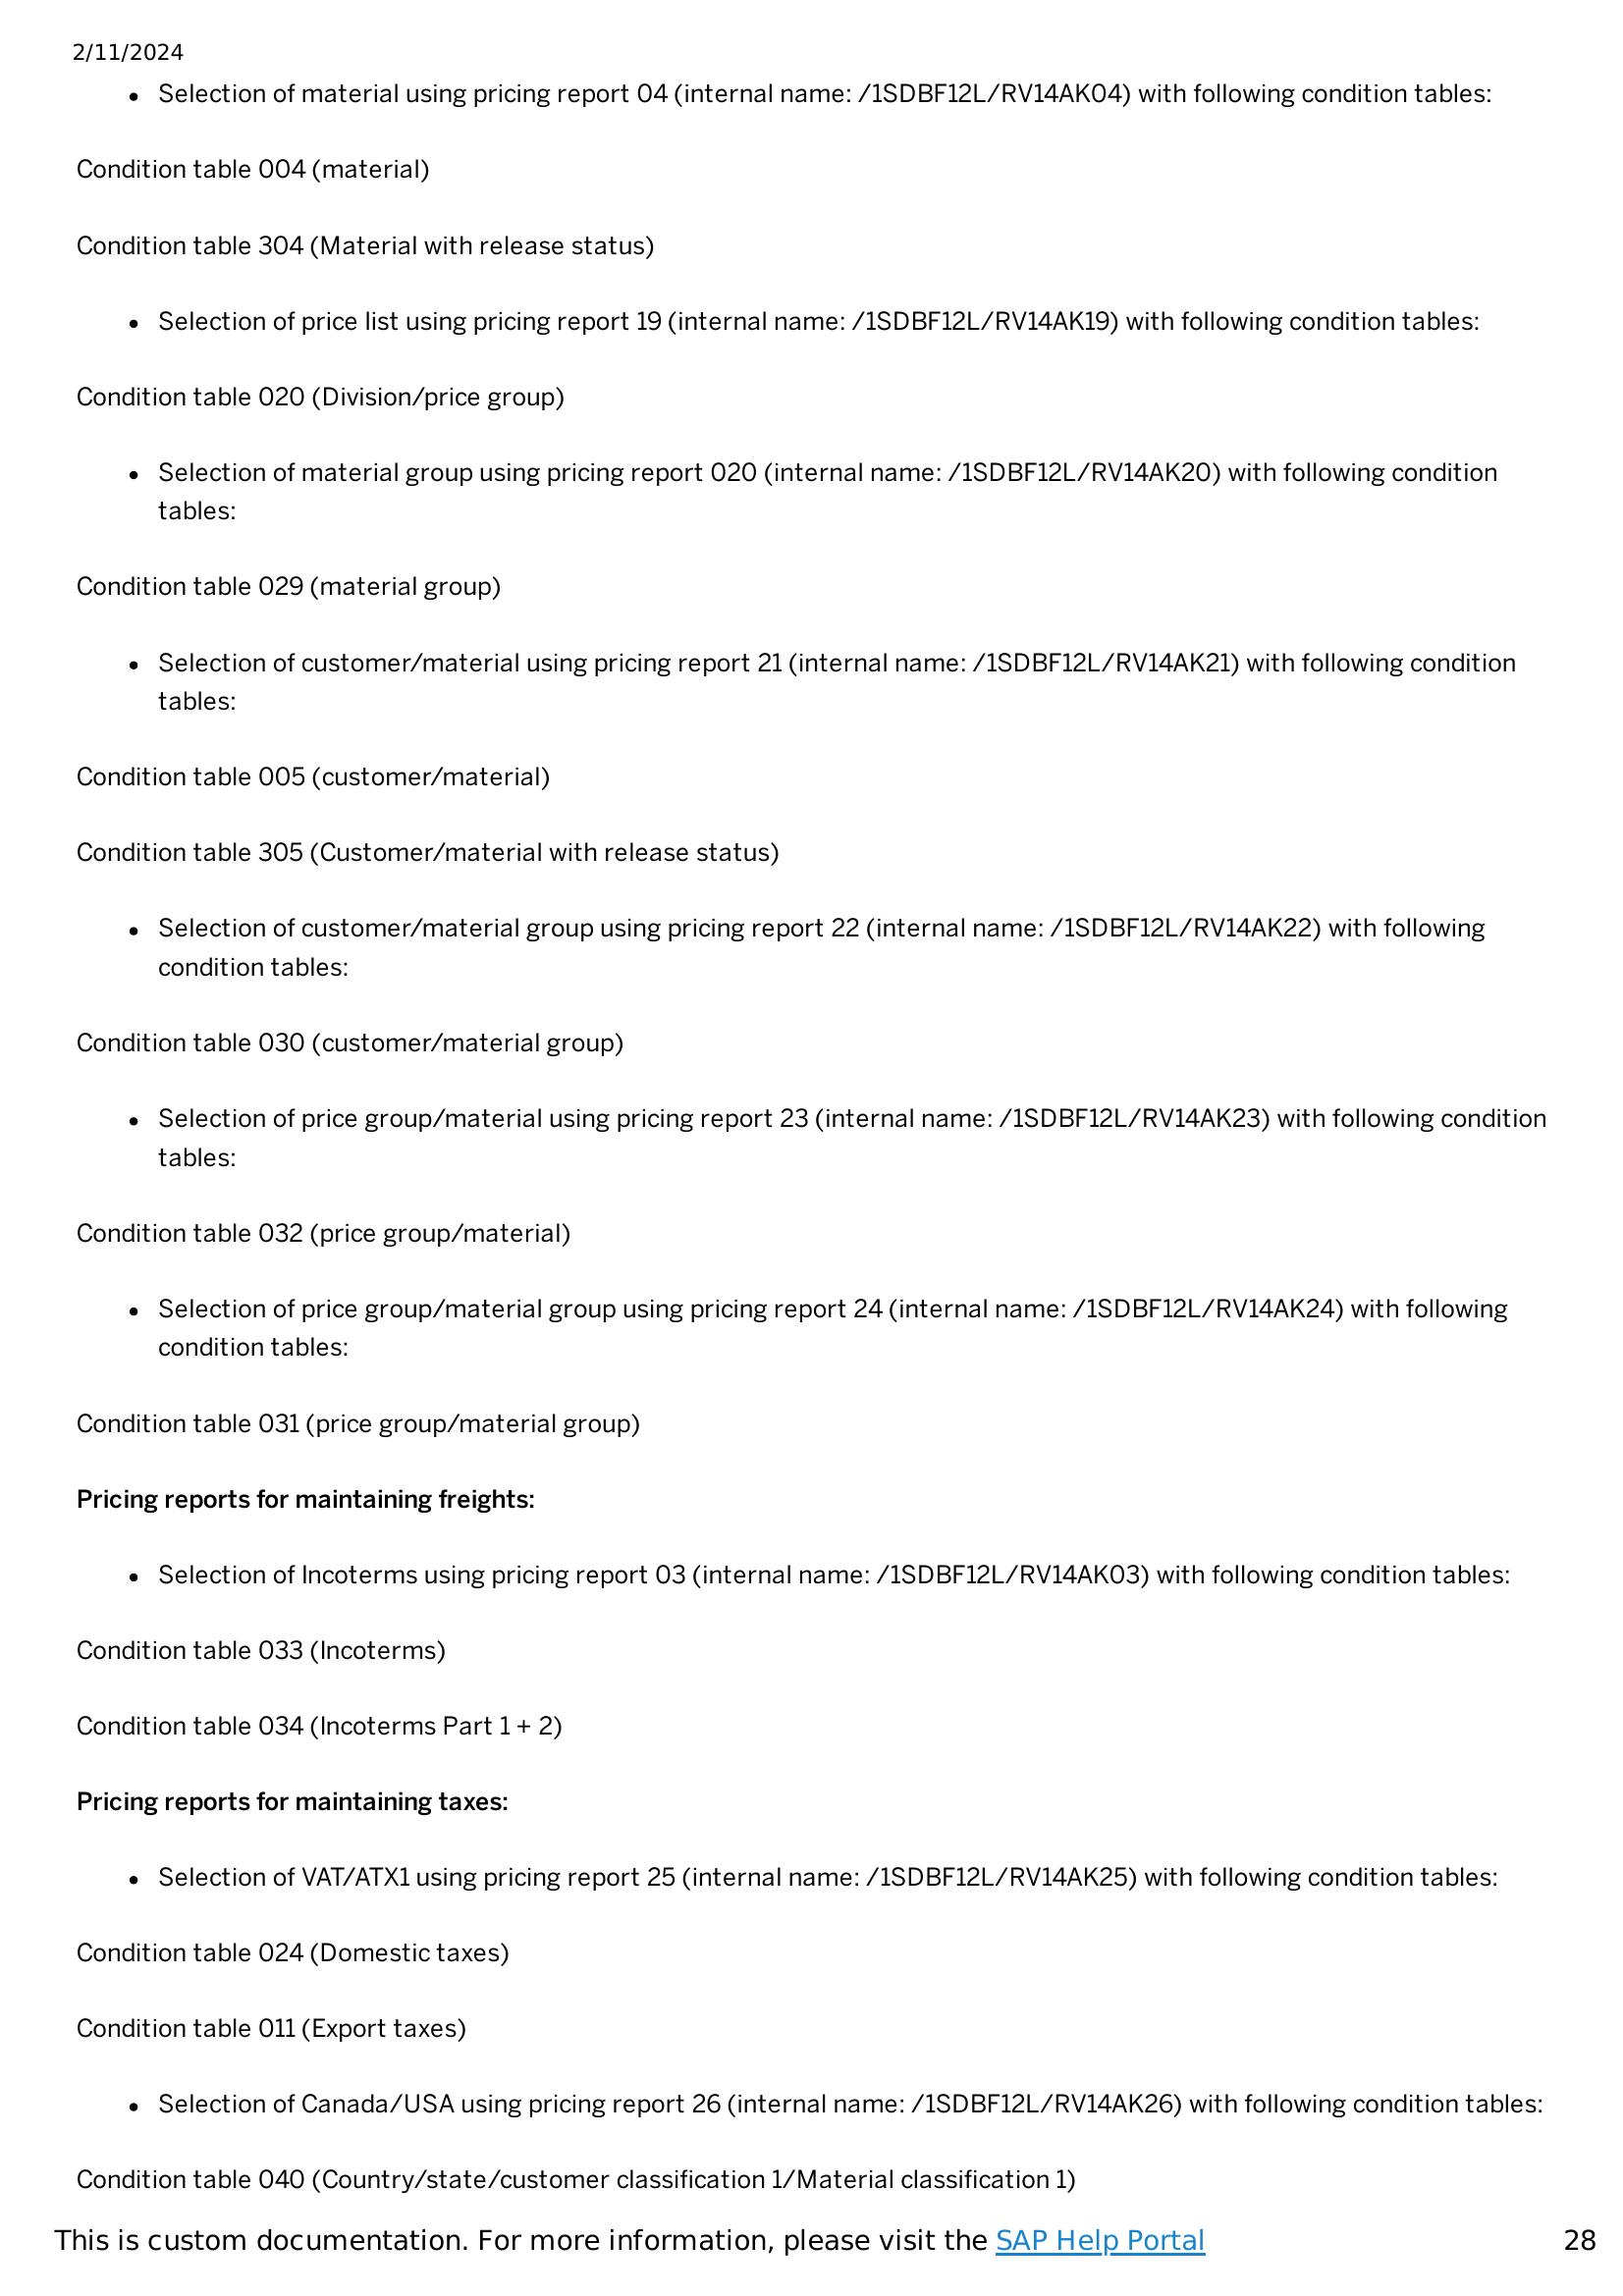 2/11/2024
• Selection of material using pricing report 04 (internal name: /1SDBF12L/RV14AK04) with following condition tables:
Condition table 004 (material)
Condition table 304 (Material with release status)
• Selection of price list using pricing report 19 (internal name: /1SDBF12L/RV14AK19) with following condition tables:
Condition table 020 (Division/price group)
• Selection of material group using pricing report 020 (internal name: /1SDBF12L/RV14AK20) with following condition
tables:
Condition table 029 (material group)
• Selection of customer/material using pricing report 21 (internal name: /1SDBF12L/RV14AK21) with following condition
tables:
Condition table 005 (customer/material)
Condition table 305 (Customer/material with release status)
• Selection of customer/material group using pricing report 22 (internal name: /1SDBF12L/RV14AK22) with following
condition tables:
Condition table 030 (customer/material group)
• Selection of price group/material using pricing report 23 (internal name: /1SDBF12L/RV14AK23) with following condition
tables:
Condition table 032 (price group/material)
• Selection of price group/material group using pricing report 24 (internal name: /1SDBF12L/RV14AK24) with following
condition tables:
Condition table 031 (price group/material group)
Pricing reports for maintaining freights:
• Selection of Incoterms using pricing report 03 (internal name: /1SDBF12L/RV14AK03) with following condition tables:
Condition table 033 (Incoterms)
Condition table 034 (Incoterms Part 1 + 2)
Pricing reports for maintaining taxes:
• Selection of VAT/ATX1 using pricing report 25 (internal name: /1SDBF12L/RV14AK25) with following condition tables:
Condition table 024 (Domestic taxes)
Condition table 011 (Export taxes)
• Selection of Canada/USA using pricing report 26 (internal name: /1SDBF12L/RV14AK26) with following condition tables:
Condition table 040 (Country/state/customer classification 1/Material classification 1)
This is custom documentation. For more information, please visit the SAP Help Portal 28